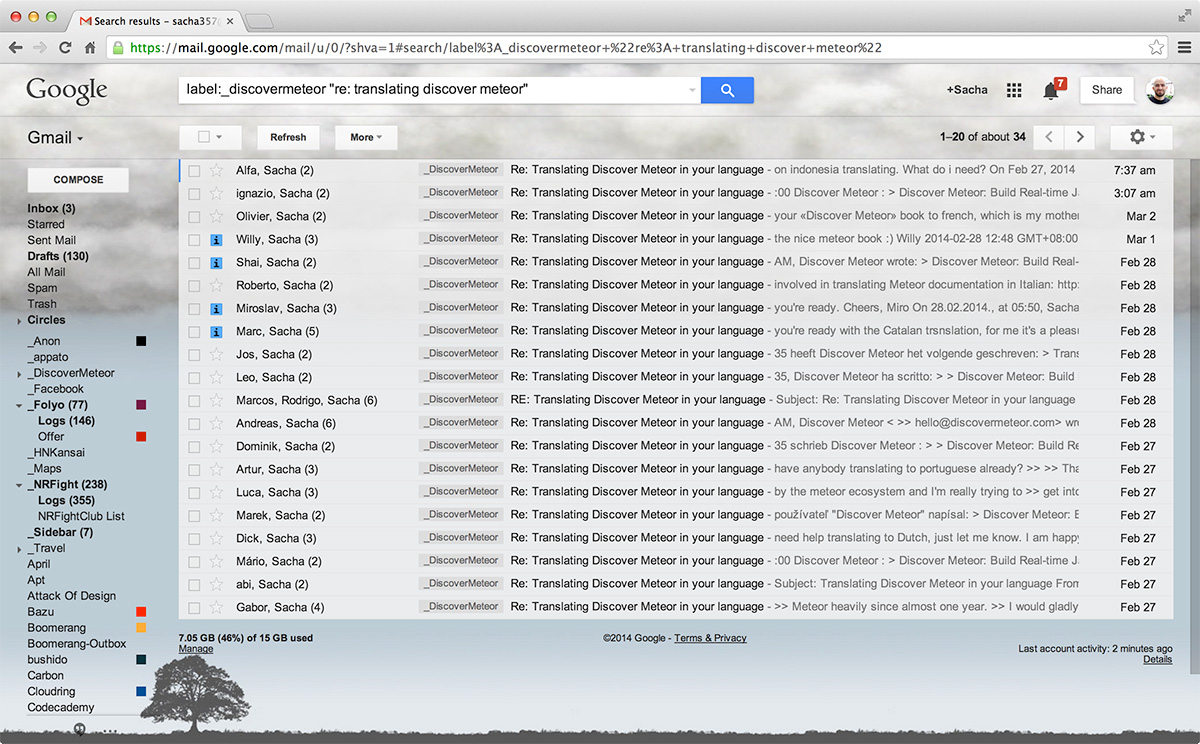 Search results - sacha357
https://mail.google.com/mail/u/0/?shva=1#search/label%3A_discovermeteor+%22re%3A+translating+discover+meteor%22
Google
label:_discovermeteor "re: translating discover meteor"
+Sacha
7
Share
Gmail
Refresh
More
1–20 of about 34
COMPOSE
Inbox (3)
Starred
Sent Mail
Drafts (130)
All Mail
Spam
Trash
Circles
_Anon
_appato
_DiscoverMeteor
_Facebook
_Folyo (77)
Logs (146)
Offer
_HNKansai
_Maps
_NRFight (238)
Logs (355)
NRFightClub List
_Sidebar (7)
_Travel
April
Apt
Attack Of Design
Bazu
Boomerang
Boomerang-Outbox
bushido
Carbon
Cloudring
Codecademy
Alfa, Sacha (2) _DiscoverMeteor Re: Translating Discover Meteor in your language - on indonesia translating. What do i need? On Feb 27, 2014 7:37 am
ignazio, Sacha (2) _DiscoverMeteor Re: Translating Discover Meteor in your language - :00 Discover Meteor : > Discover Meteor: Build Real-time Ja 3:07 am
Olivier, Sacha (2) _DiscoverMeteor Re: Translating Discover Meteor in your language - your «Discover Meteor» book to french, which is my mother Mar 2
Willy, Sacha (3) _DiscoverMeteor Re: Translating Discover Meteor in your language - the nice meteor book :) Willy 2014-02-28 12:48 GMT+08:00 Mar 1
Shai, Sacha (2) _DiscoverMeteor Re: Translating Discover Meteor in your language - AM, Discover Meteor wrote: > Discover Meteor: Build Real- Feb 28
Roberto, Sacha (2) _DiscoverMeteor Re: Translating Discover Meteor in your language - involved in translating Meteor documentation in Italian: http: Feb 28
Miroslav, Sacha (3) _DiscoverMeteor Re: Translating Discover Meteor in your language - you're ready. Cheers, Miro On 28.02.2014., at 05:50, Sacha Feb 28
Marc, Sacha (5) _DiscoverMeteor Re: Translating Discover Meteor in your language - you're ready with the Catalan trsnslation, for me it's a pleas Feb 28
Jos, Sacha (2) _DiscoverMeteor Re: Translating Discover Meteor in your language - 35 heeft Discover Meteor het volgende geschreven: > Trans Feb 28
Leo, Sacha (2) _DiscoverMeteor Re: Translating Discover Meteor in your language - 35, Discover Meteor ha scritto: > > Discover Meteor: Build Feb 28
Marcos, Rodrigo, Sacha (6) _DiscoverMeteor RE: Translating Discover Meteor in your language - Subject: Re: Translating Discover Meteor in your language Feb 28
Andreas, Sacha (6) _DiscoverMeteor Re: Translating Discover Meteor in your language - AM, Discover Meteor < >> hello@discovermeteor.com> wro Feb 28
Dominik, Sacha (2) _DiscoverMeteor Re: Translating Discover Meteor in your language - 35 schrieb Discover Meteor : > > Discover Meteor: Build Re Feb 27
Artur, Sacha (3) _DiscoverMeteor Re: Translating Discover Meteor in your language - have anybody translating to portuguese already? >> >> Tha Feb 27
Luca, Sacha (3) _DiscoverMeteor Re: Translating Discover Meteor in your language - by the meteor ecosystem and I'm really trying to >> get into Feb 27
Marek, Sacha (2) _DiscoverMeteor Re: Translating Discover Meteor in your language - používateľ "Discover Meteor" napísal: > Discover Meteor: B Feb 27
Dick, Sacha (3) _DiscoverMeteor Re: Translating Discover Meteor in your language - need help translating to Dutch, just let me know. I am happy Feb 27
Mário, Sacha (2) _DiscoverMeteor Re: Translating Discover Meteor in your language - :00 Discover Meteor : > Discover Meteor: Build Real-time J Feb 27
abi, Sacha (2) _DiscoverMeteor Re: Translating Discover Meteor in your language - Subject: Translating Discover Meteor in your language From Feb 27
Gabor, Sacha (4) _DiscoverMeteor Re: Translating Discover Meteor in your language - >> Meteor heavily since almost one year. >> I would gladly Feb 27
7.05 GB (46%) of 15 GB used
Manage
©2014 Google - Terms & Privacy
Last account activity: 2 minutes ago
Details